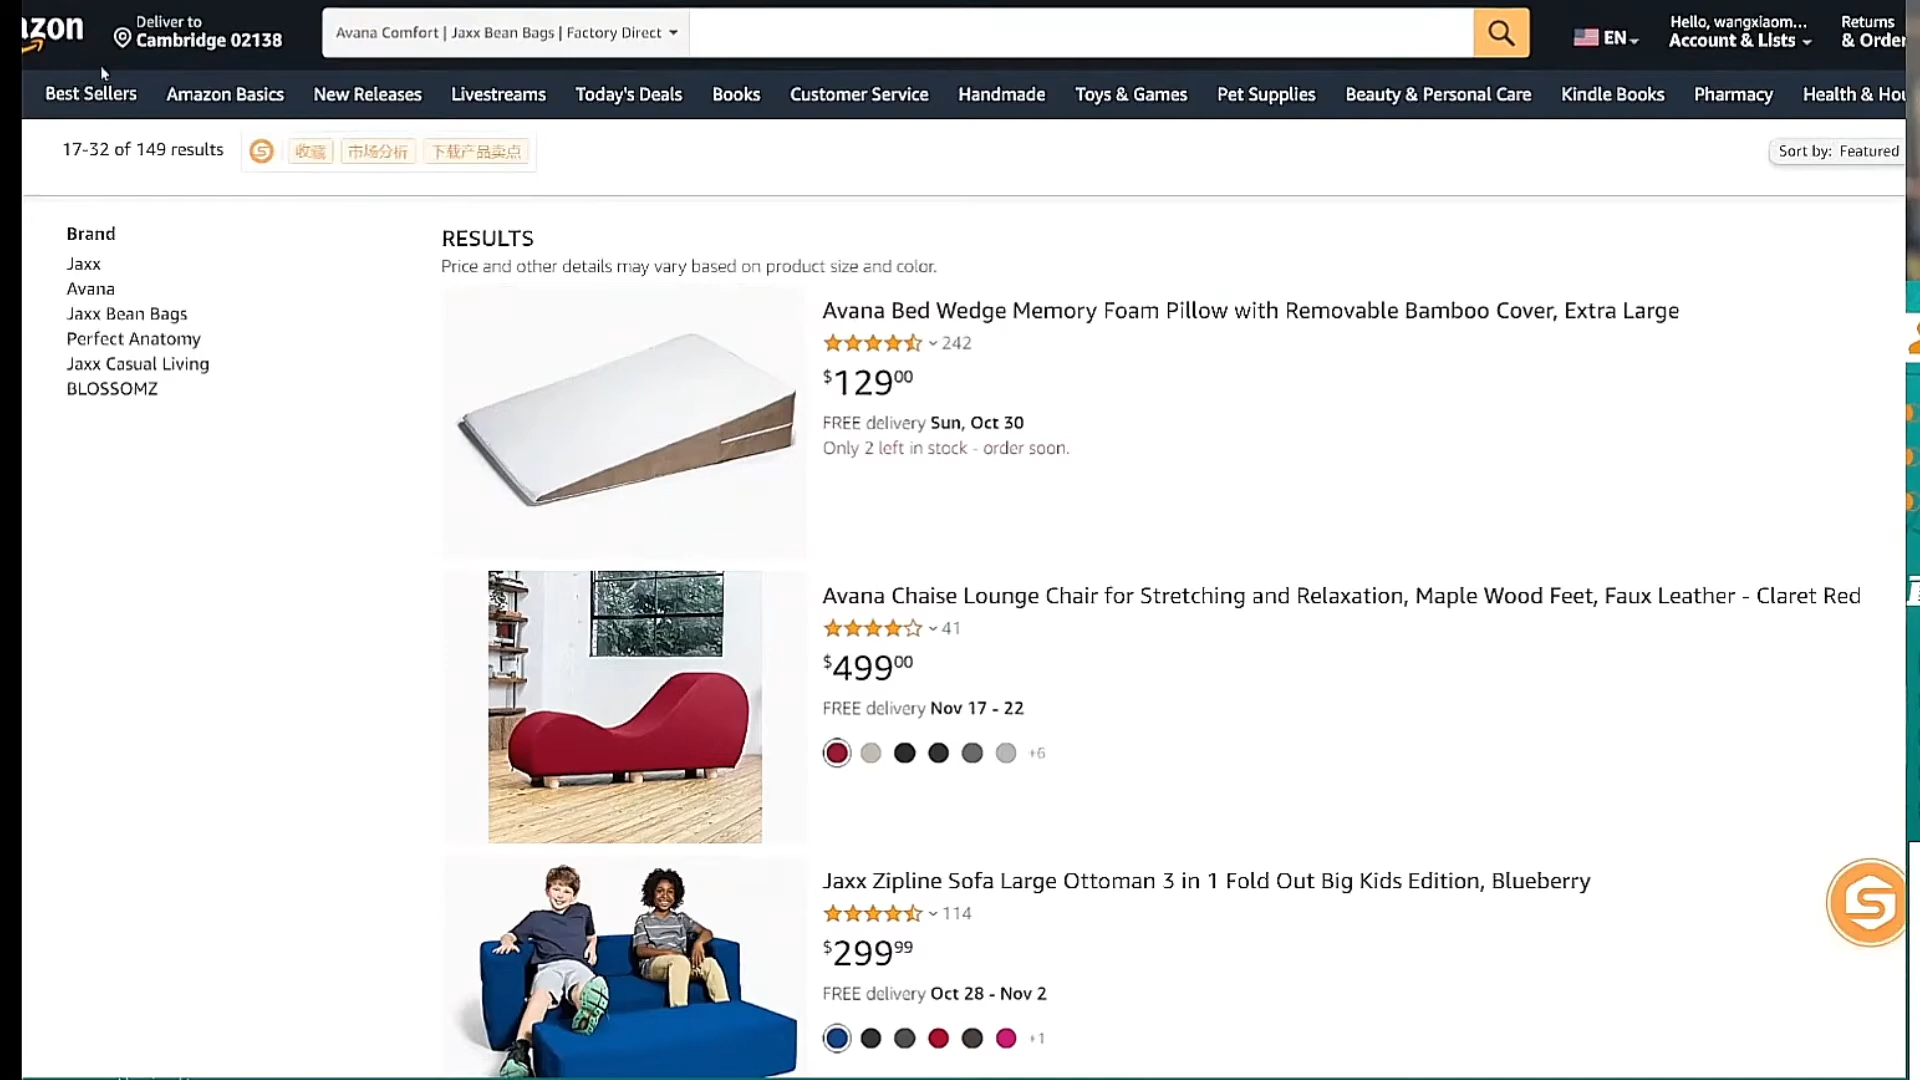 azon
Deliver to
Cambridge 02138
Avana Comfort | Jaxx Bean Bags | Factory Direct
EN
Hello, wangxiaom...
Account & Lists
Returns
& Order
Best Sellers Amazon Basics New Releases Livestreams Today's Deals Books Customer Service Handmade Toys & Games Pet Supplies Beauty & Personal Care Kindle Books Pharmacy Health & Hou
17-32 of 149 results
收藏 市场分析 下载产品卖点
Sort by: Featured
Brand
Jaxx
Avana
Jaxx Bean Bags
Perfect Anatomy
Jaxx Casual Living
BLOSSOMZ
RESULTS
Price and other details may vary based on product size and color.
Avana Bed Wedge Memory Foam Pillow with Removable Bamboo Cover, Extra Large
242
$12900
FREE delivery Sun, Oct 30
Only 2 left in stock - order soon.
Avana Chaise Lounge Chair for Stretching and Relaxation, Maple Wood Feet, Faux Leather - Claret Red
41
$49900
FREE delivery Nov 17 - 22
+6
Jaxx Zipline Sofa Large Ottoman 3 in 1 Fold Out Big Kids Edition, Blueberry
114
$29999
FREE delivery Oct 28 - Nov 2
+1